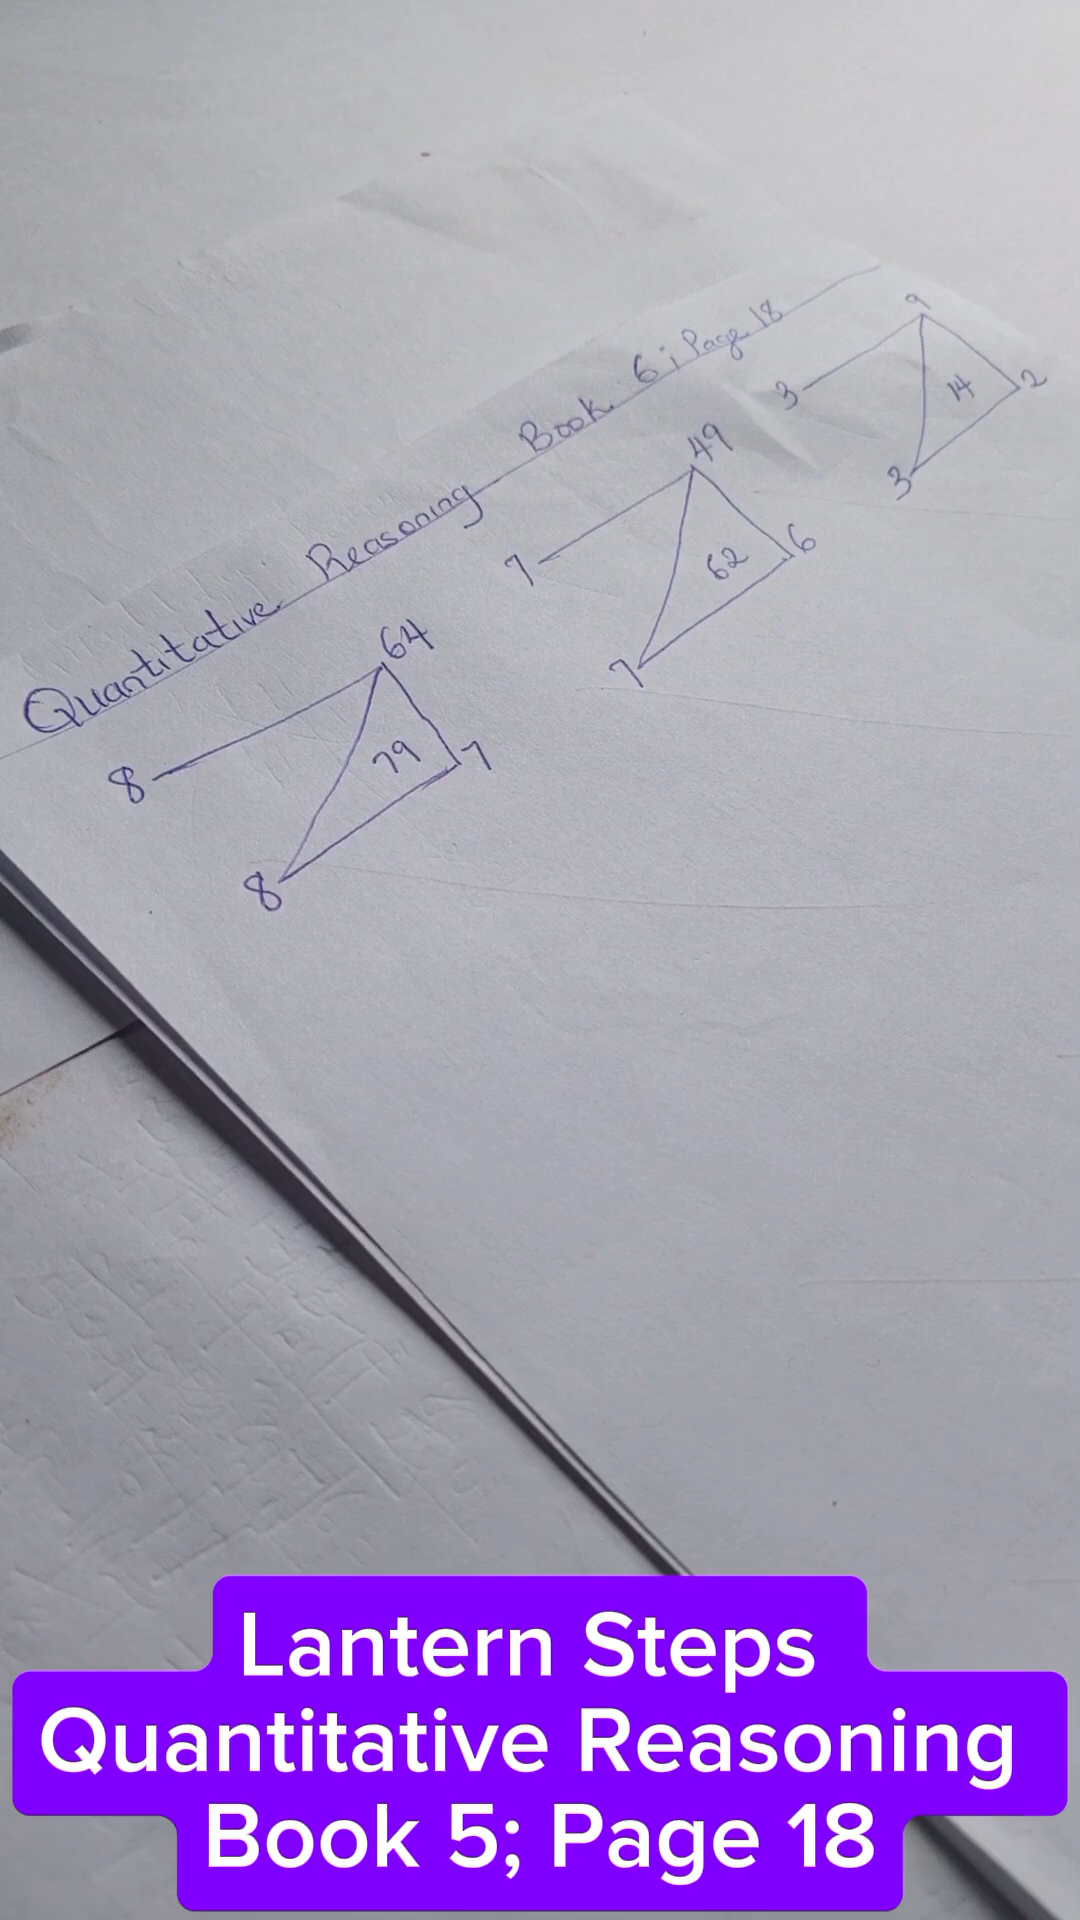 Quantitative Reasoning Book 6; Page 18
8 64 79 7 8
7 49 62 6 7
3 9 14 2 3
Lantern Steps
Quantitative Reasoning
Book 5; Page 18